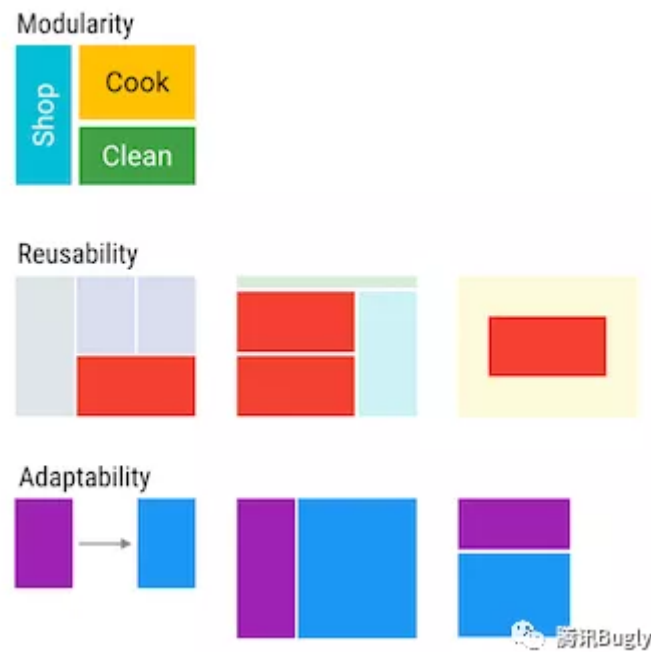 Modularity
Shop
Cook
Clean
Reusability
Adaptability
腾讯Bugly